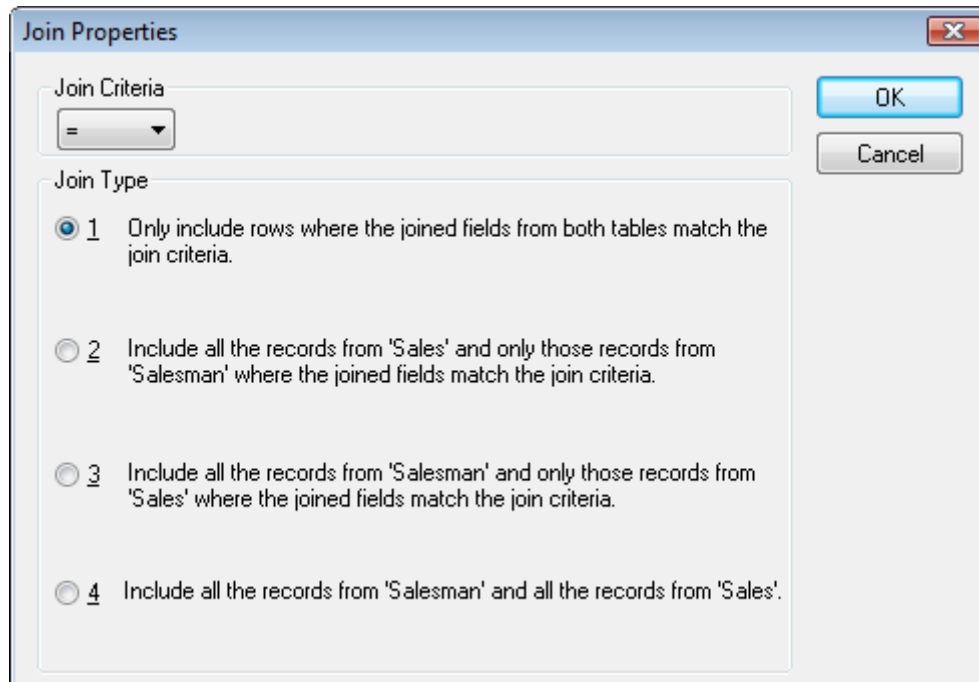 Join Properties
Join Criteria
=
OK
Cancel
Join Type
1 Only include rows where the joined fields from both tables match the
join criteria.
2 Include all the records from 'Sales' and only those records from
'Salesman' where the joined fields match the join criteria.
3 Include all the records from 'Salesman' and only those records from
'Sales' where the joined fields match the join criteria.
4 Include all the records from 'Salesman' and all the records from 'Sales'.